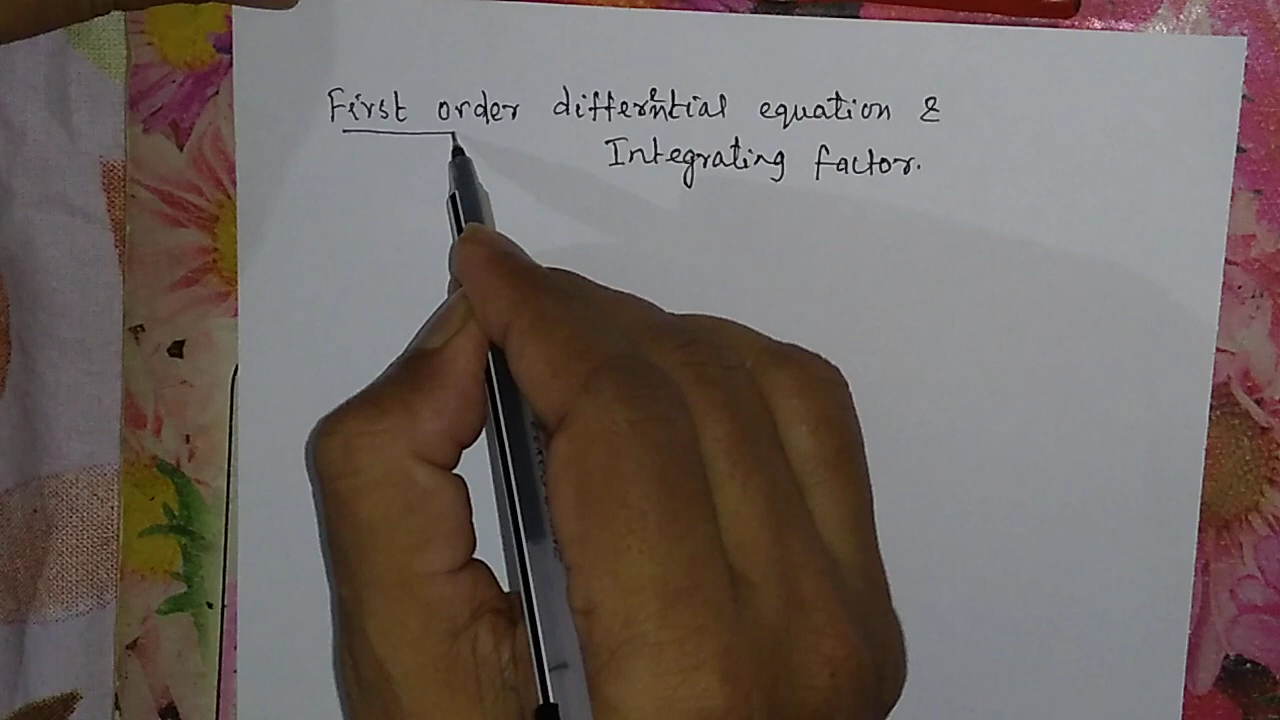 First order differential equation &
Integrating factor.